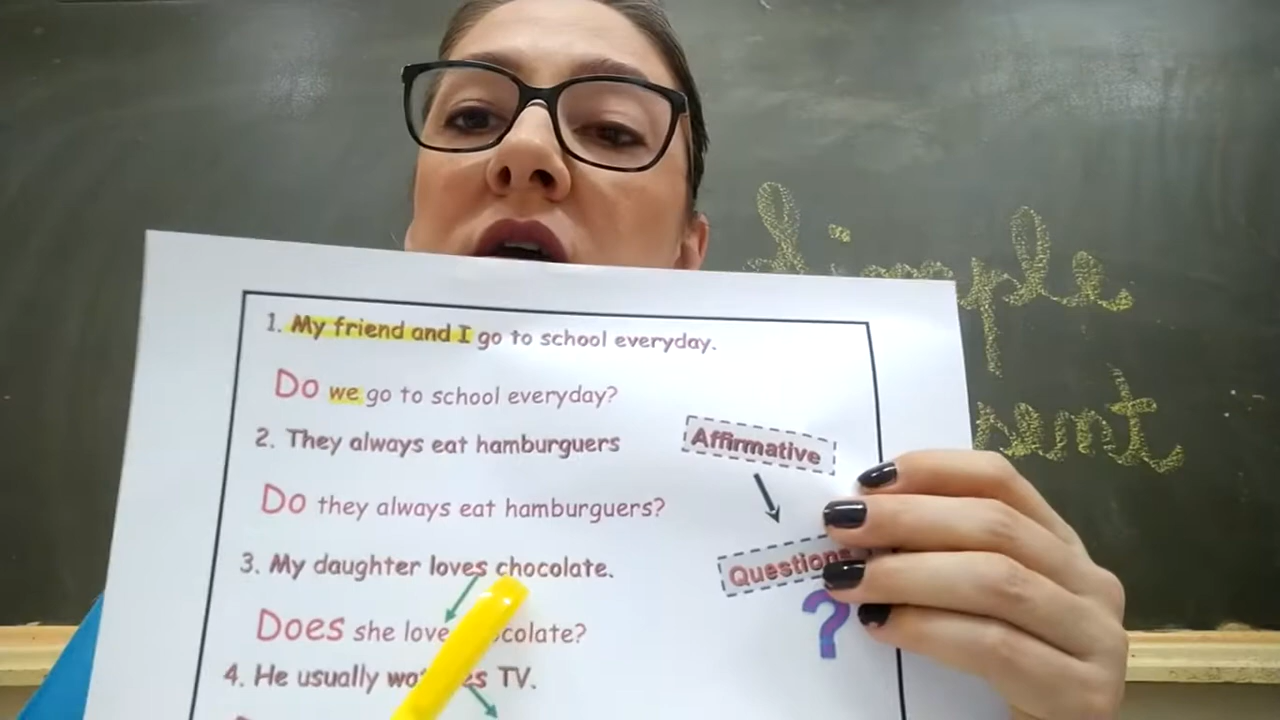 Simple
1. My friend and I go to school everyday.
Do we go to school everyday?
2. They always eat hamburguers
Affirmative
Do they always eat hamburguers?
Questions
?
3. My daughter loves chocolate.
Does she love
4. He usually TV.